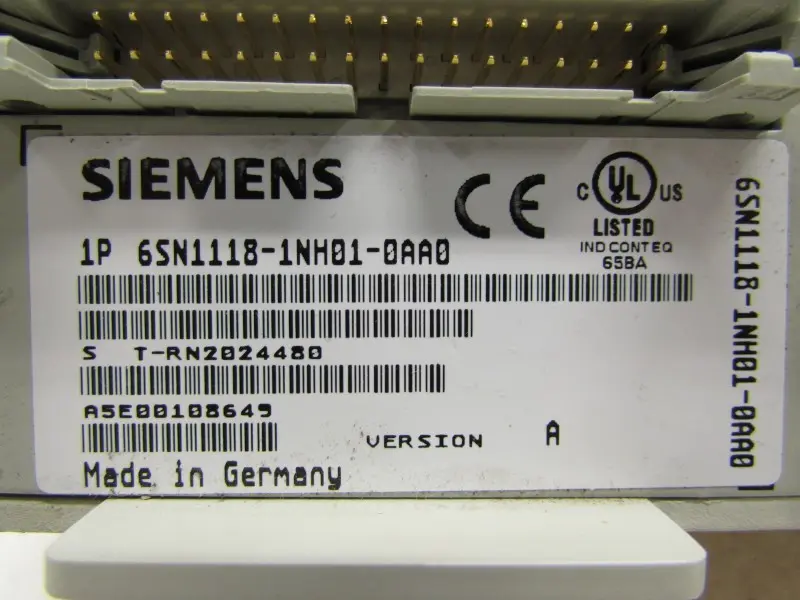 SIEMENS
CE
C UL US
LISTED
IND CONT EQ
65BA
1P 6SN1118-1NH01-0AA0
S T-RN2024480
A5E00108649
VERSION A
Made in Germany
6SN1118-1NH01-0AA0